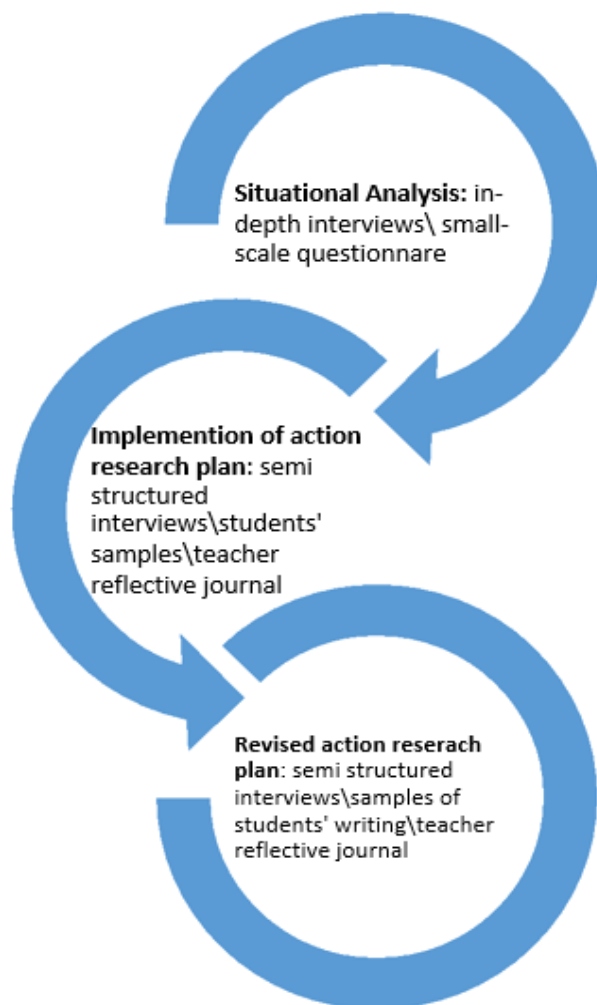 Situational Analysis: in-
depth interviews\ small-
scale questionnare
Implemention of action
research plan: semi
structured
interviews\students'
samples\teacher
reflective journal
Revised action reserach
plan: semi structured
interviews\samples of
students' writing\teacher
reflective journal